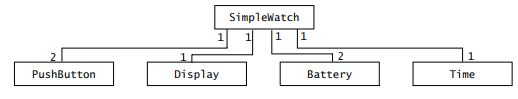 SimpleWatch
1 1 1 1
2 1 2 1
PushButton Display Battery Time